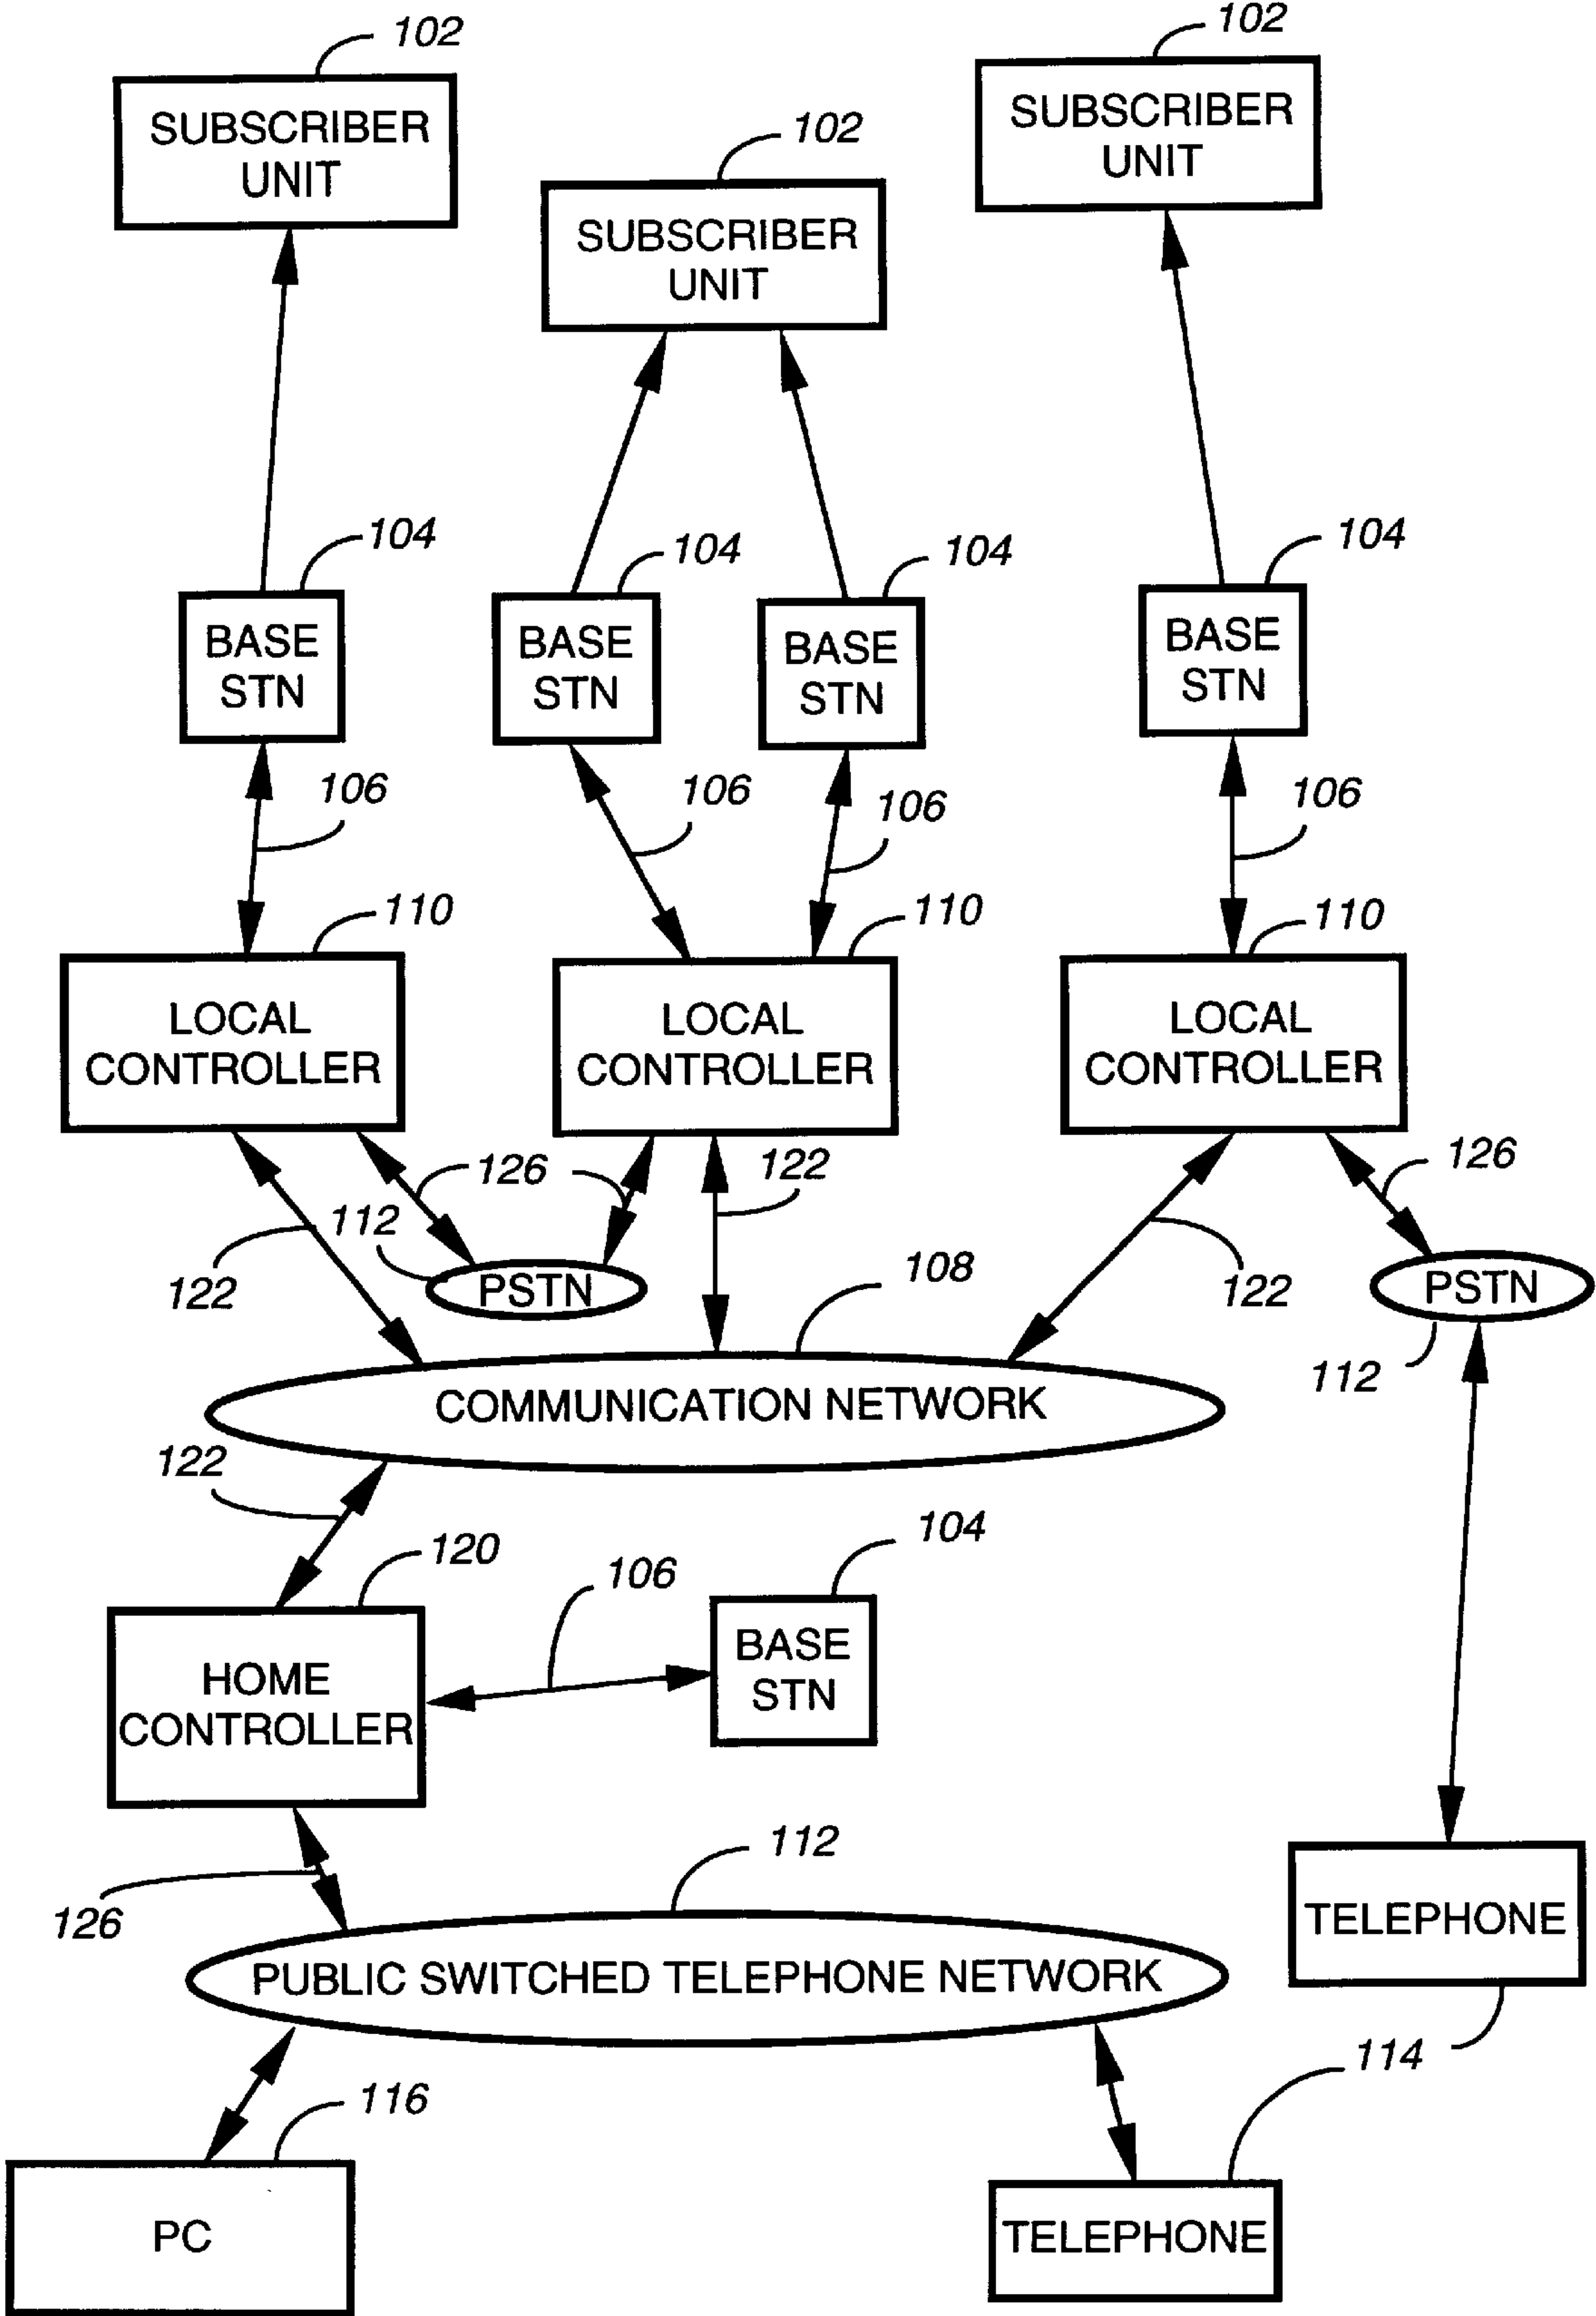 102
102
SUBSCRIBER
UNIT
102
SUBSCRIBER
UNIT
SUBSCRIBER
UNIT
104
104
104
104
BASE
STN
BASE
STN
BASE
STN
BASE
STN
106
106
106
106
110
110
110
LOCAL
CONTROLLER
LOCAL
CONTROLLER
LOCAL
CONTROLLER
126
122
126
112
122
PSTN
108
122
PSTN
112
COMMUNICATION NETWORK
122
104
120
106
BASE
STN
HOME
CONTROLLER
112
126
TELEPHONE
PUBLIC SWITCHED TELEPHONE NETWORK
114
116
PC
TELEPHONE